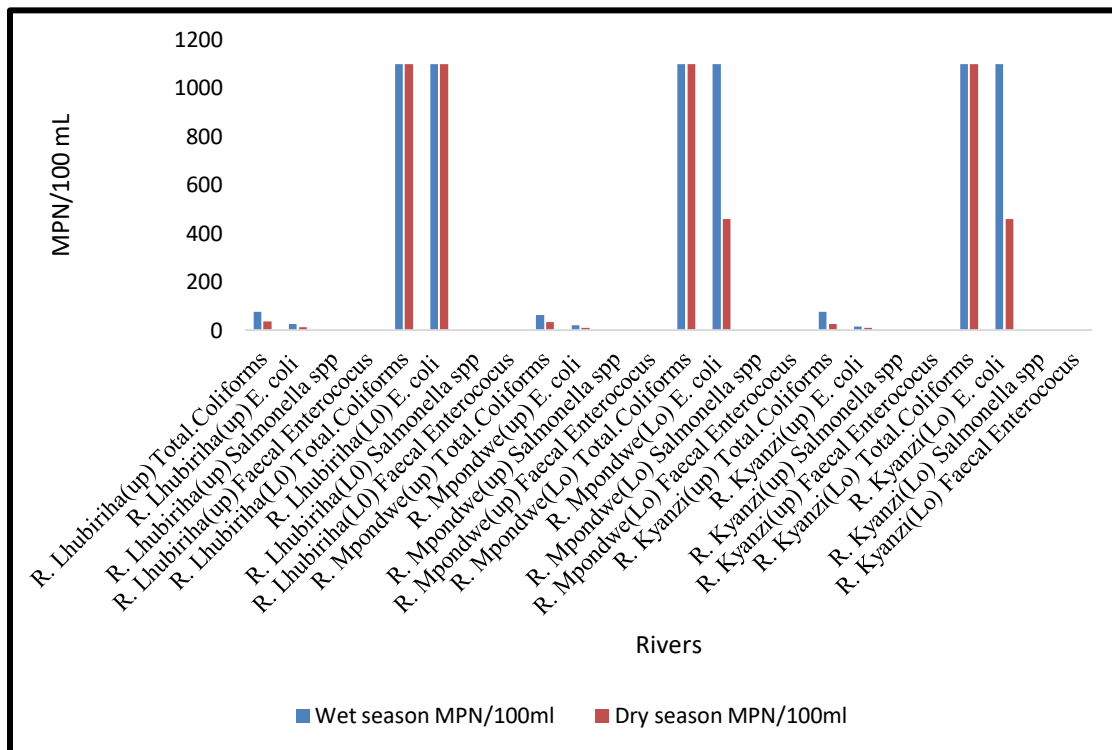 MPN/100 mL
1200
1000
800
600
400
200
0
R. Lhubiriha(up) Total Coliforms
R. Lhubiriha(up) E. coli
R. Lhubiriha(up) Salmonella spp
R. Lhubiriha(up) Faecal Enterococus
R. Lhubiriha(L0) Total Coliforms
R. Lhubiriha(L0) E. coli
R. Lhubiriha(L0) Salmonella spp
R. Lhubiriha(L0) Faecal Enterococus
R. Mpondwe(up) Total Coliforms
R. Mpondwe(up) E. coli
R. Mpondwe(up) Salmonella spp
R. Mpondwe(up) Faecal Enterococus
R. Mpondwe(Lo) Total Coliforms
R. Mpondwe(Lo) E. coli
R. Mpondwe(Lo) Salmonella spp
R. Mpondwe(Lo) Faecal Enterococus
R. Kyanzi(up) Total Coliforms
R. Kyanzi(up) E. coli
R. Kyanzi(up) Salmonella spp
R. Kyanzi(up) Faecal Enterococus
R. Kyanzi(Lo) Total Coliforms
R. Kyanzi(Lo) E. coli
R. Kyanzi(Lo) Salmonella spp
R. Kyanzi(Lo) Faecal Enterococus
Rivers
Wet season MPN/100ml Dry season MPN/100ml